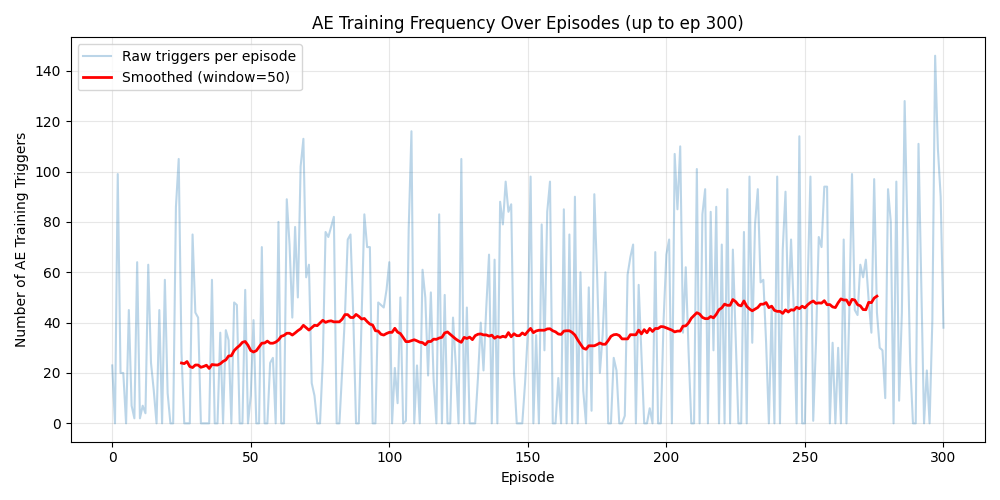 AE Training Frequency Over Episodes (up to ep 300)
Raw triggers per episode
Smoothed (window=50)
Number of AE Training Triggers
140
120
100
80
60
40
20
0
0 50 100 150 200 250 300
Episode